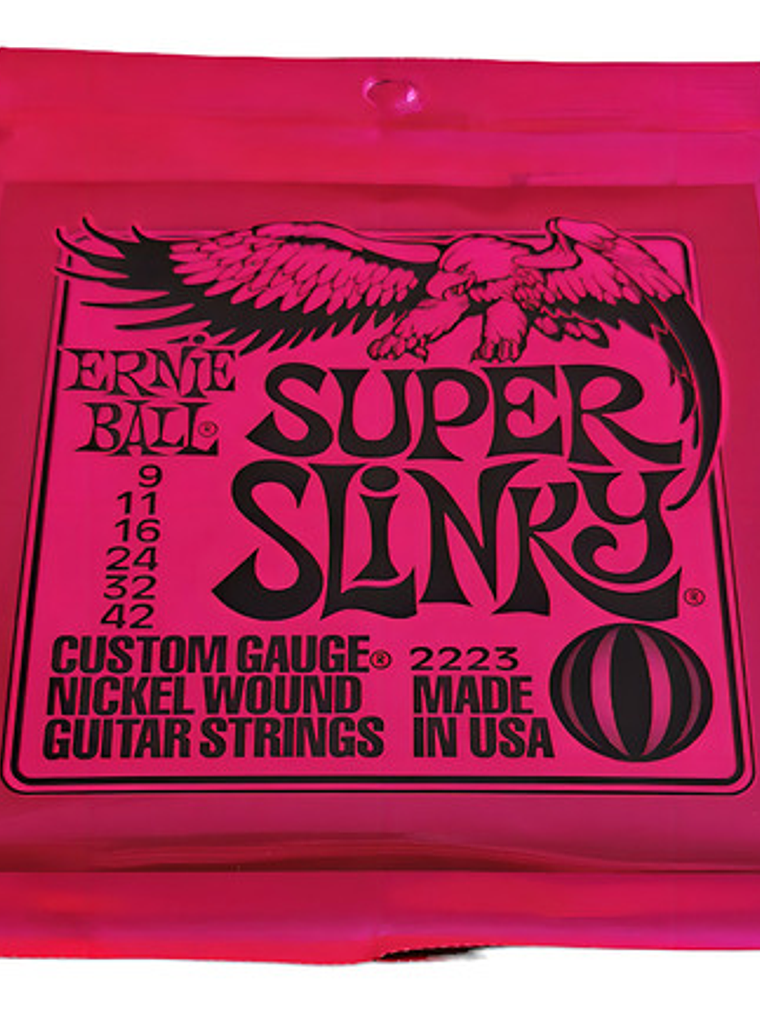 ERNIE
BALL®
SUPER
SLINKY®
9
11
16
24
32
42
CUSTOM GAUGE® 2223
NICKEL WOUND MADE
GUITAR STRINGS IN USA